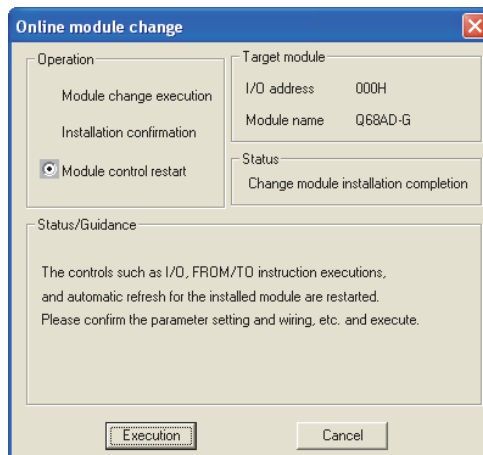 Online module change
Operation
Module change execution
Installation confirmation
Module control restart
Target module
I/O address 000H
Module name Q68AD-G
Status
Change module installation completion
Status/Guidance
The controls such as I/O, FROM/TO instruction executions,
and automatic refresh for the installed module are restarted.
Please confirm the parameter setting and wiring, etc. and execute.
Execution
Cancel